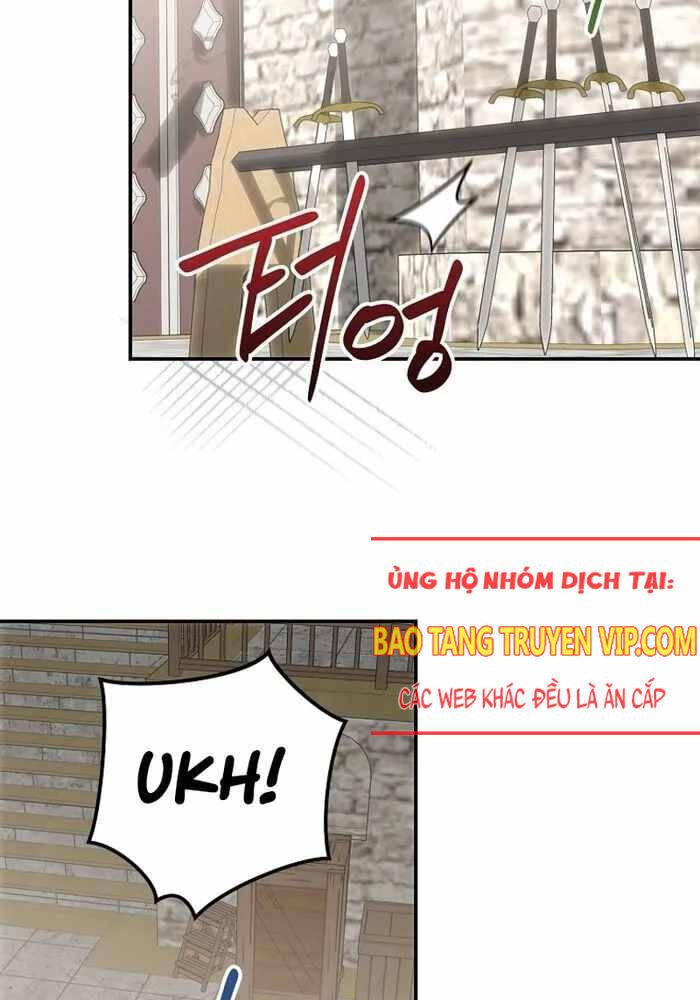 터엉
ỦNG HỘ NHÓM DỊCH TẠI:
BAO TANG TRUYEN VIP.COM
CÁC WEB KHÁC ĐỀU LÀ ĂN CẮP
UKH!